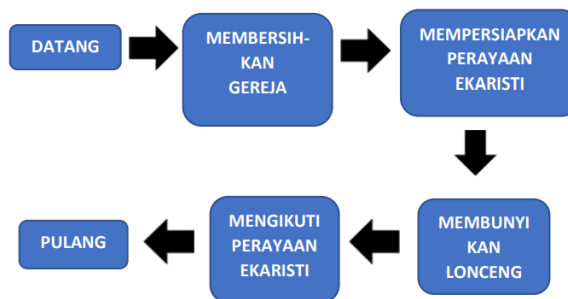 DATANG
MEMBERSIH-
KAN
GEREJA
MEMPERSIAPKAN
PERAYAAN
EKARISTI
MEMBUNYI
KAN
LONCENG
MENGIKUTI
PERAYAAN
EKARISTI
PULANG